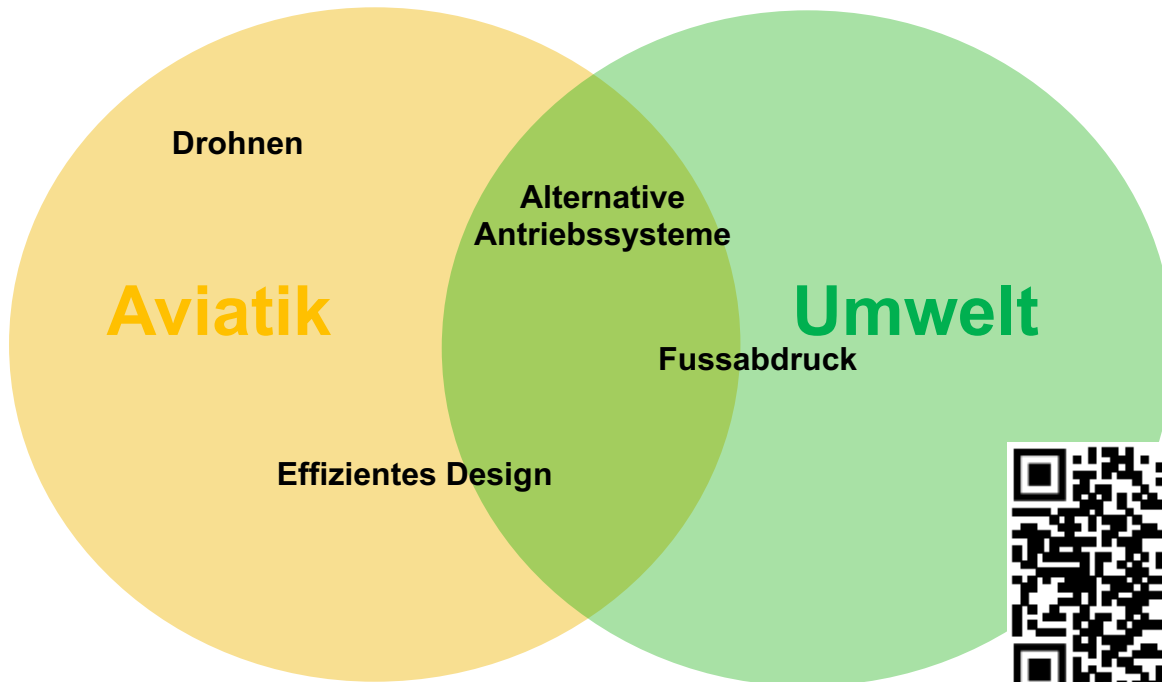 Drohnen
Alternative
Antriebssysteme
Aviatik
Umwelt
Fussabdruck
Effizientes Design